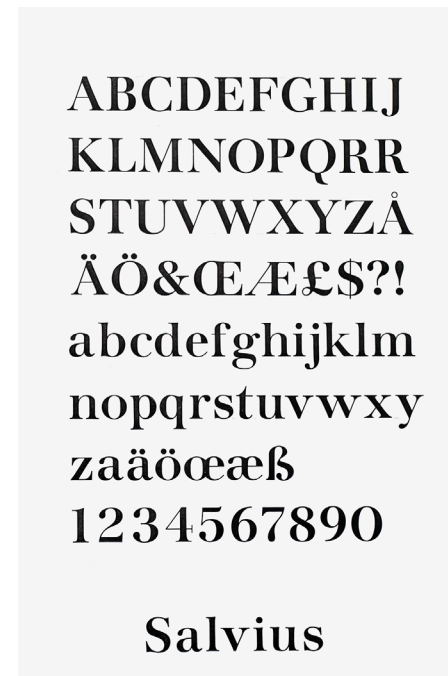 ABCDEFGHIJ
KLMNOPQRR
STUVWXYZÅ
ÄÖ&ŒÆ£$?!
abcdefghijklm
nopqrstuvwxy
zaäöœæß
1234567890
Salvius